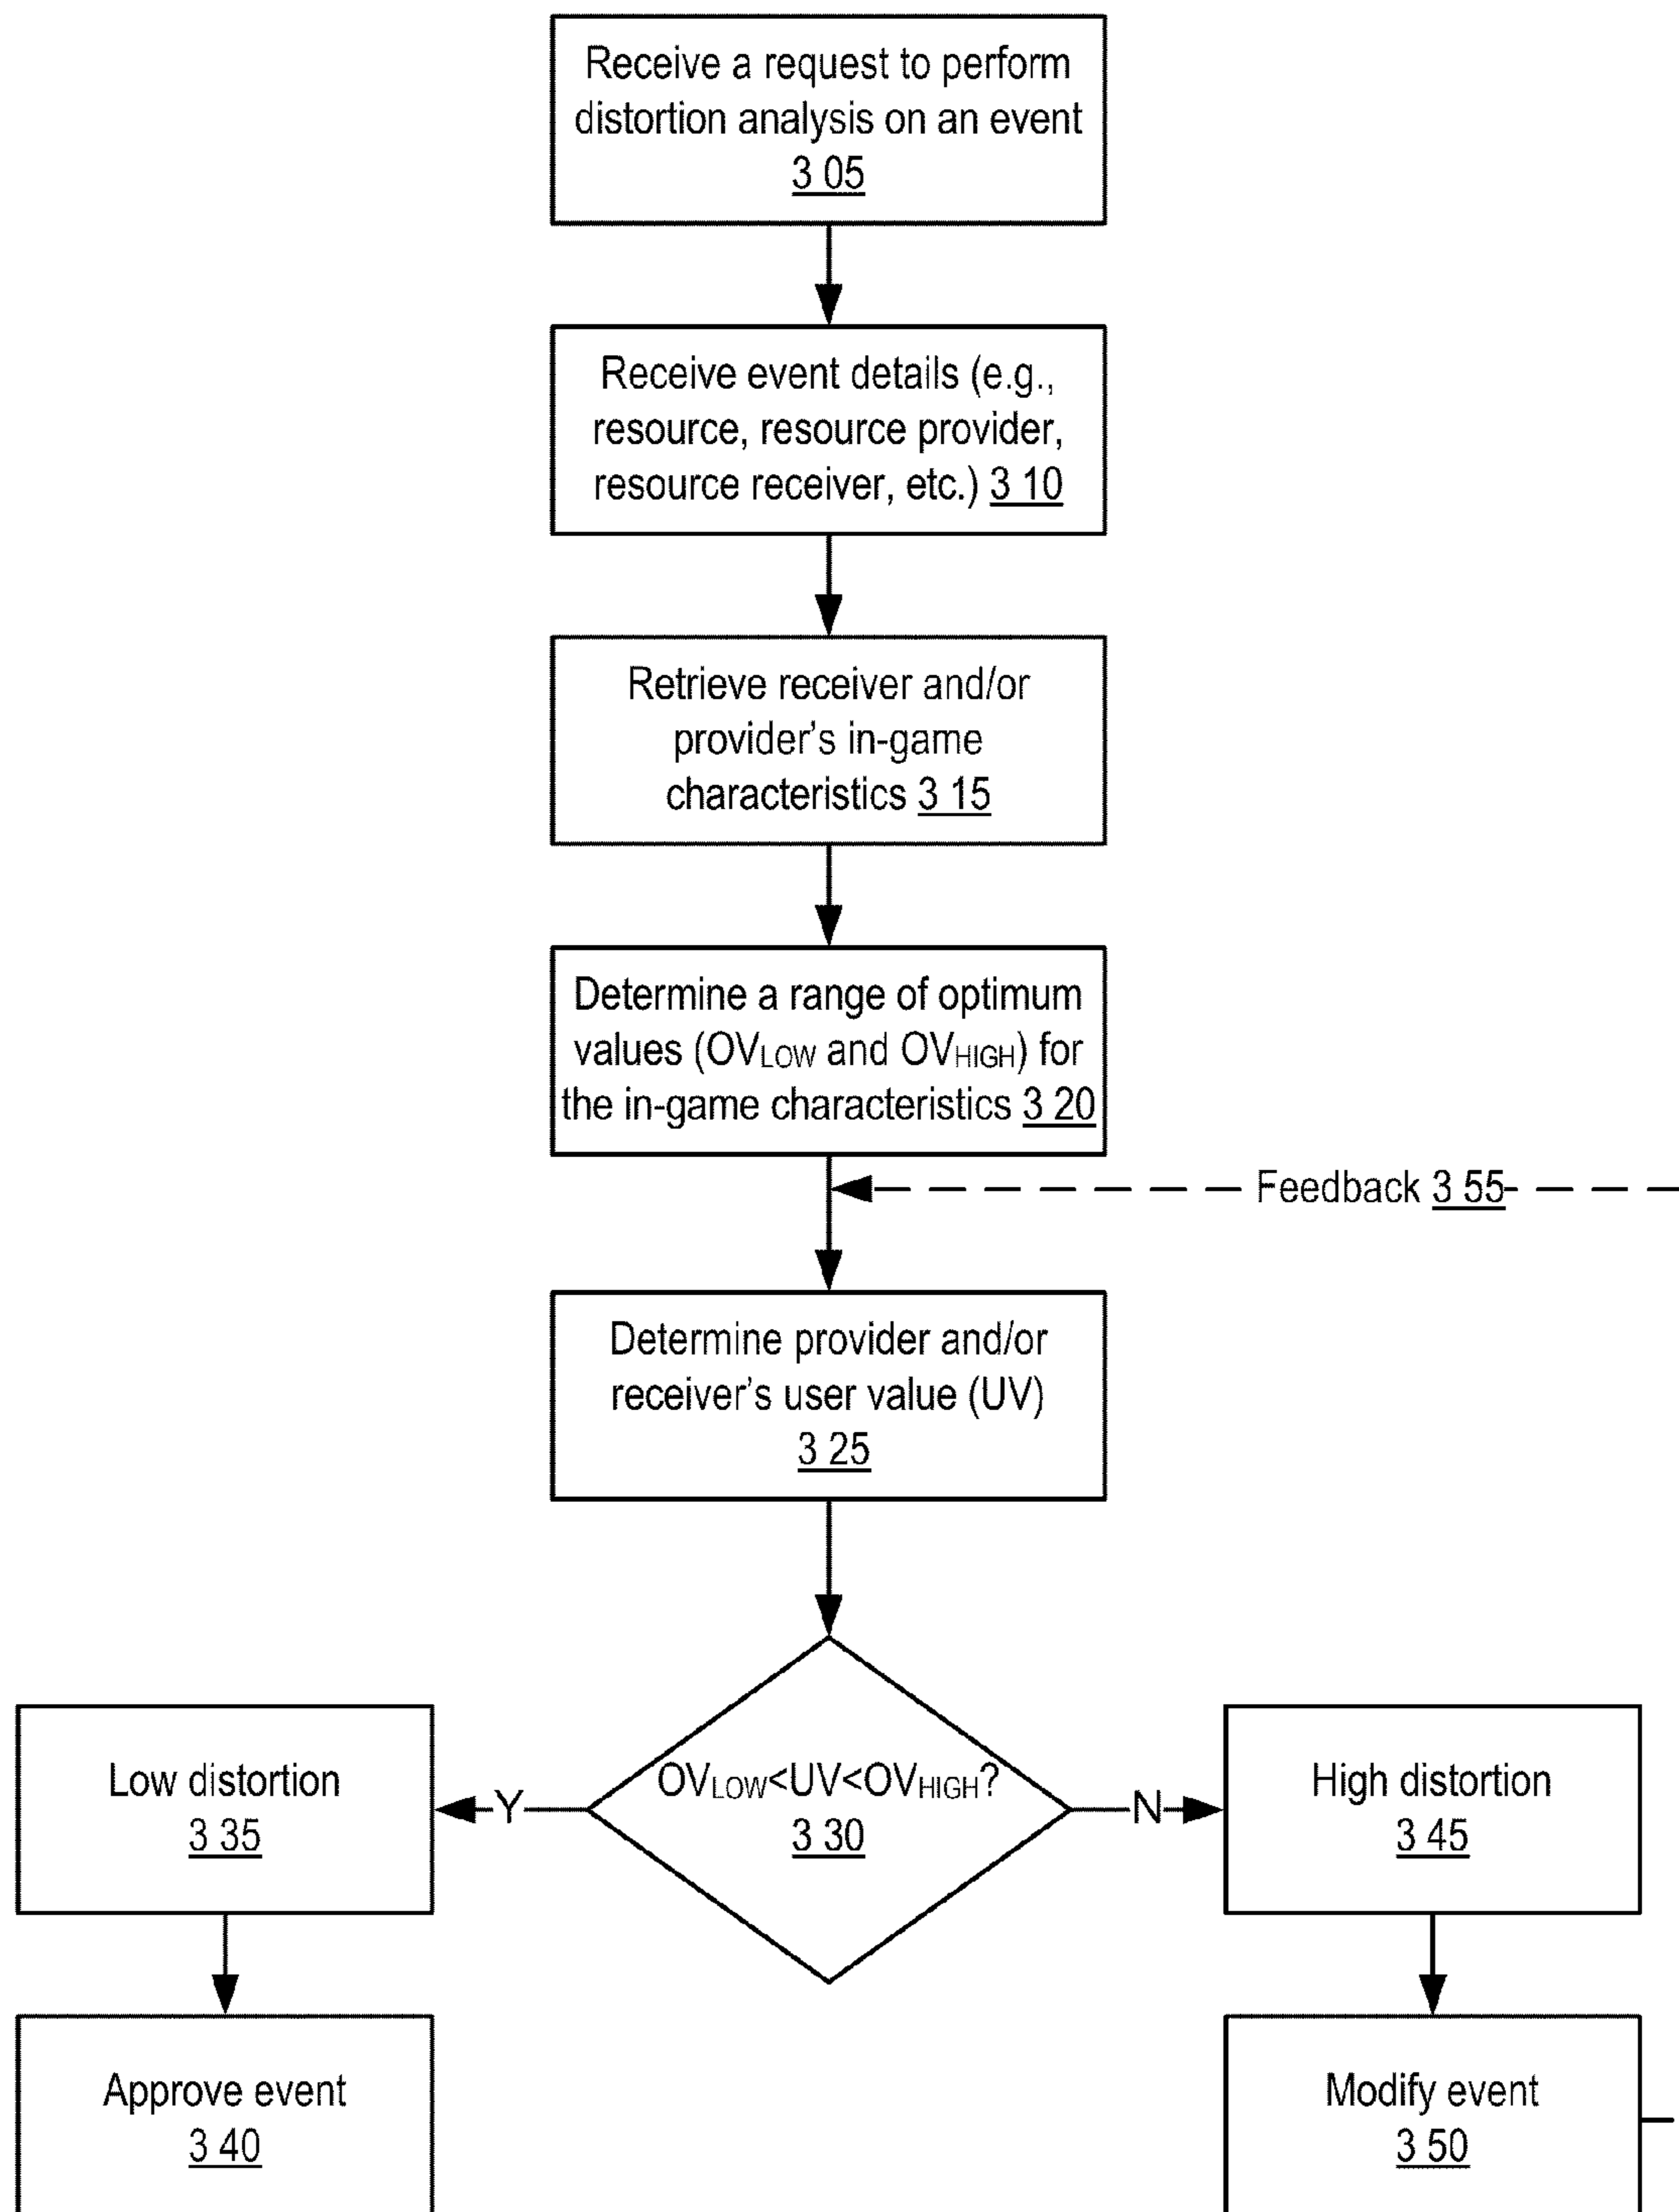 Receive a request to perform
distortion analysis on an event
3 05
Receive event details (e.g.,
resource, resource provider,
resource receiver, etc.) 3 10
Retrieve receiver and/or
provider's in-game
characteristics 3 15
Determine a range of optimum
values (OVLOW and OVHIGH) for
the in-game characteristics 3 20
Feedback 3 55
Determine provider and/or
receiver's user value (UV)
3 25
OVLOW<UV<OVHIGH?
3 30
Y
N
Low distortion
3 35
High distortion
3 45
Approve event
3 40
Modify event
3 50